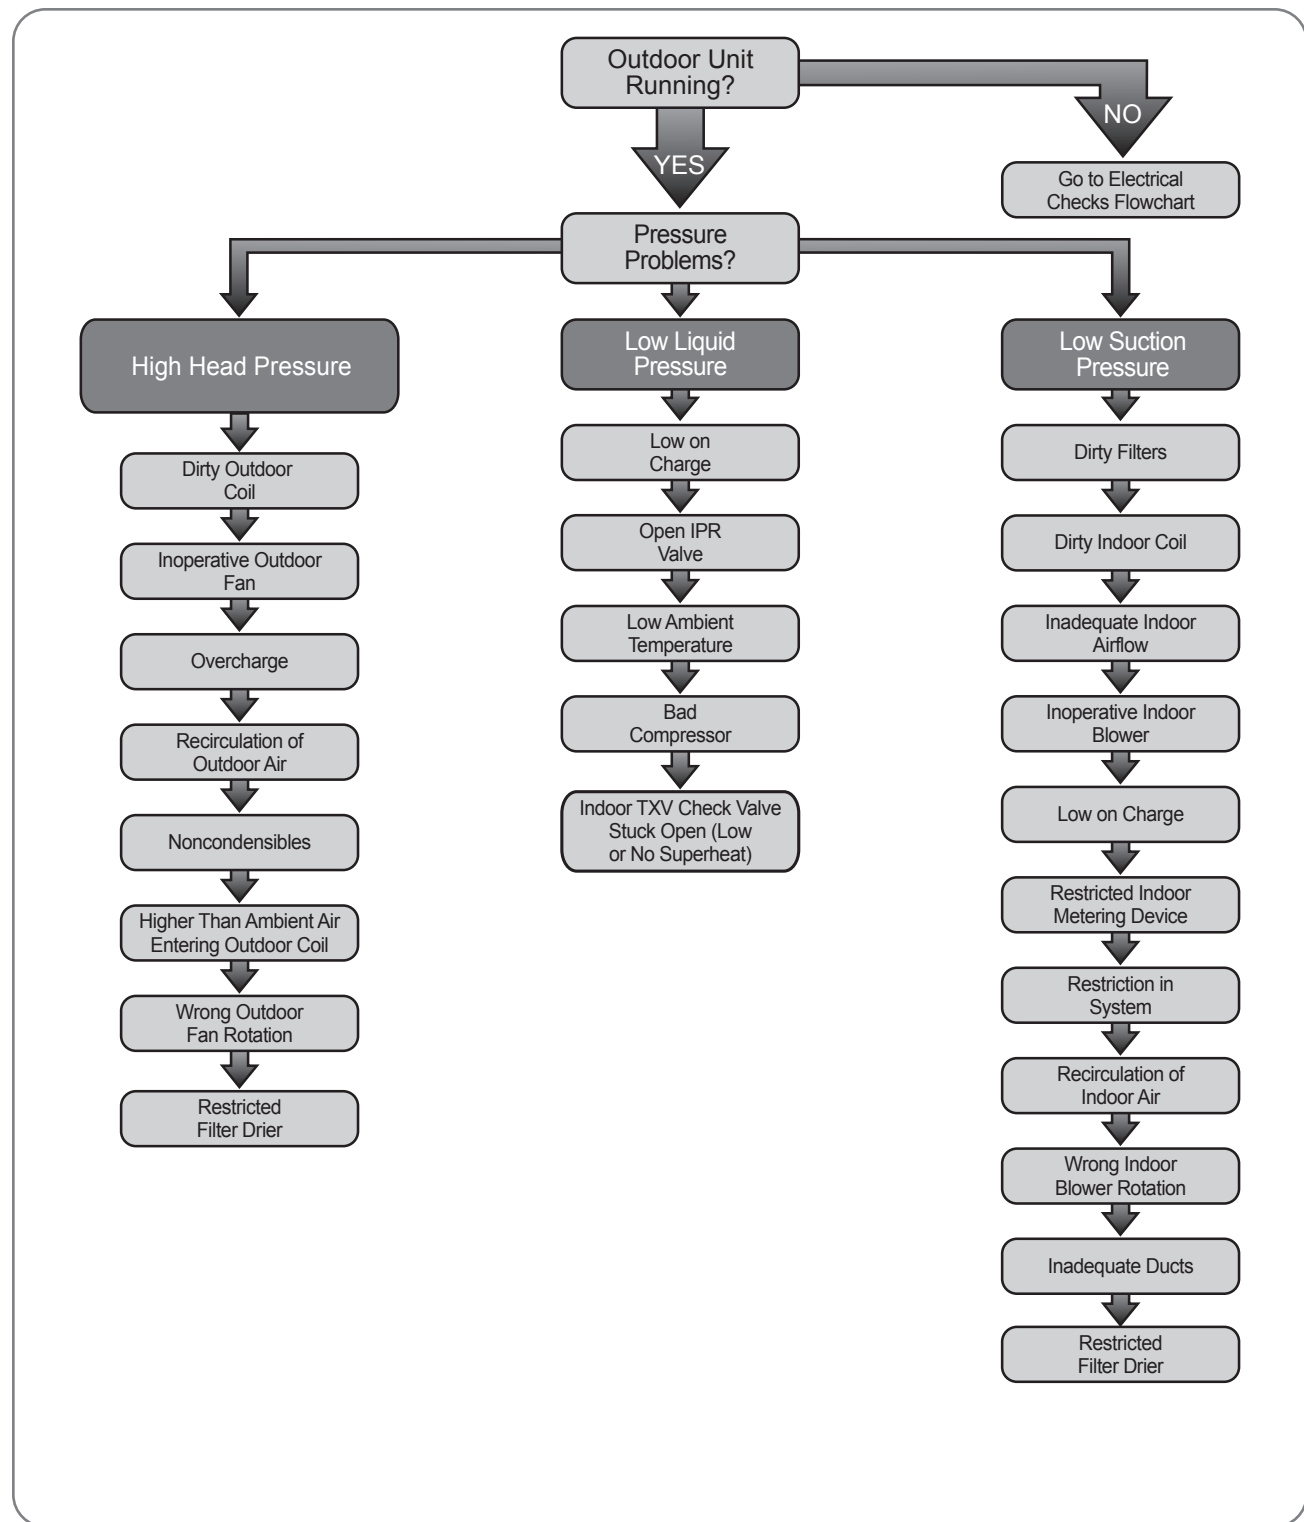 Outdoor Unit
Running?
NO
YES
Go to Electrical
Checks Flowchart
Pressure
Problems?
High Head Pressure
Dirty Outdoor
Coil
Inoperative Outdoor
Fan
Overcharge
Recirculation of
Outdoor Air
Noncondensibles
Higher Than Ambient Air
Entering Outdoor Coil
Wrong Outdoor
Fan Rotation
Restricted
Filter Drier
Low Liquid
Pressure
Low on
Charge
Open IPR
Valve
Low Ambient
Temperature
Bad
Compressor
Indoor TXV Check Valve
Stuck Open (Low
or No Superheat)
Low Suction
Pressure
Dirty Filters
Dirty Indoor Coil
Inadequate Indoor
Airflow
Inoperative Indoor
Blower
Low on Charge
Restricted Indoor
Metering Device
Restriction in
System
Recirculation of
Indoor Air
Wrong Indoor
Blower Rotation
Inadequate Ducts
Restricted
Filter Drier